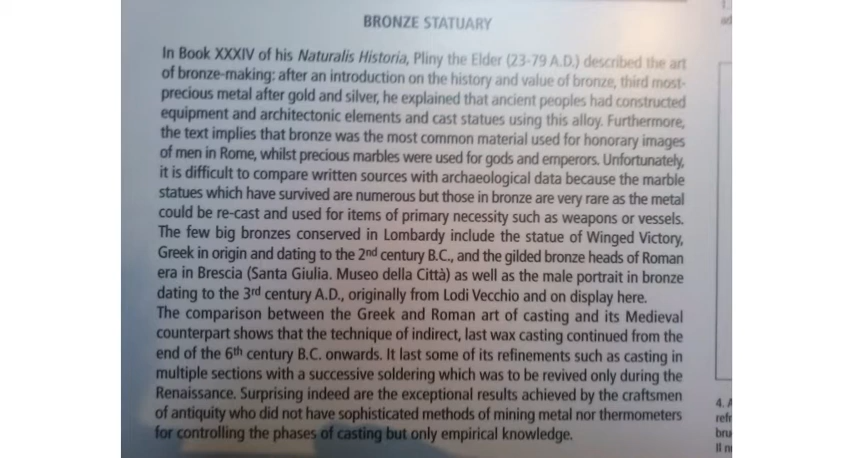 BRONZE STATUARY
In Book XXXIV of his Naturalis Historia, Pliny the Elder (23-79 A.D.) described the art
of bronze-making: after an introduction on the history and value of bronze, third most-
precious metal after gold and silver, he explained that ancient peoples had constructed
equipment and architectonic elements and cast statues using this alloy. Furthermore,
the text implies that bronze was the most common material used for honorary images
of men in Rome, whilst precious marbles were used for gods and emperors. Unfortunately,
it is difficult to compare written sources with archaeological data because the marble
statues which have survived are numerous but those in bronze are very rare as the metal
could be re-cast and used for items of primary necessity such as weapons or vessels.
The few big bronzes conserved in Lombardy include the statue of Winged Victory,
Greek in origin and dating to the 2nd century B.C., and the gilded bronze heads of Roman
era in Brescia (Santa Giulia. Museo della Città) as well as the male portrait in bronze
dating to the 3rd century A.D., originally from Lodi Vecchio and on display here.
The comparison between the Greek and Roman art of casting and its Medieval
counterpart shows that the technique of indirect, last wax casting continued from the
end of the 6th century B.C. onwards. It last some of its refinements such as casting in
multiple sections with a successive soldering which was to be revived only during the
Renaissance. Surprising indeed are the exceptional results achieved by the craftsmen
of antiquity who did not have sophisticated methods of mining metal nor thermometers
for controlling the phases of casting but only empirical knowledge.
4.